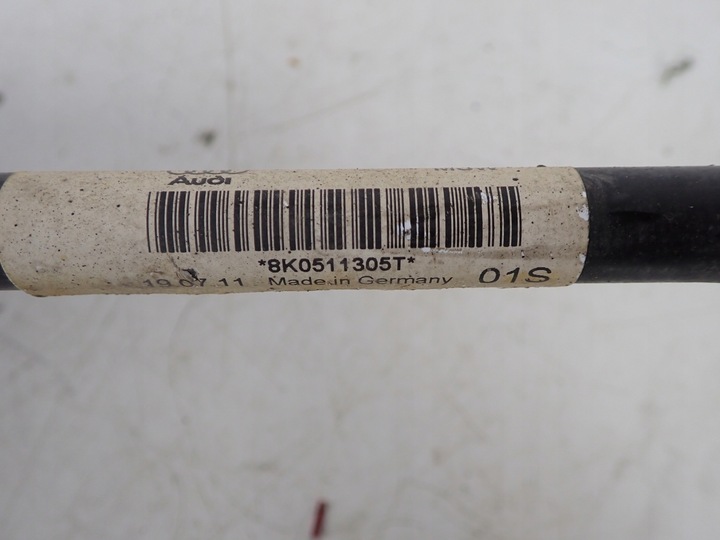 Audi
*8K0511305T*
19.07.11 Made in Germany 01S